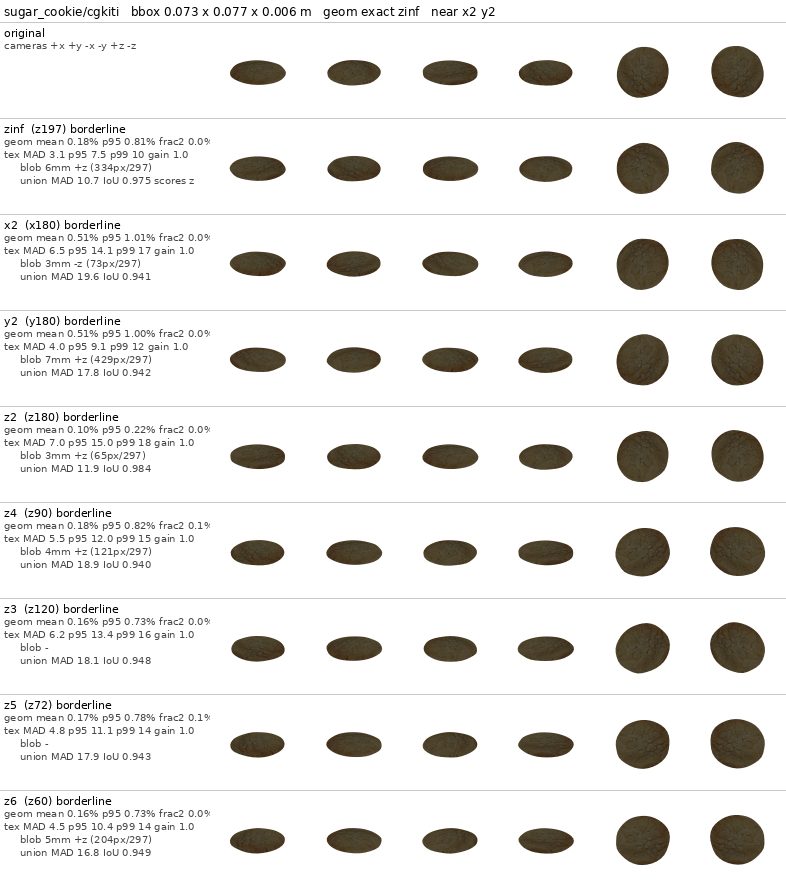 sugar_cookie/cgkiti   bbox 0.073 x 0.077 x 0.006 m   geom exact zinf   near x2 y2
original
cameras +x +y -x -y +z -z
zinf  (z197) borderline
geom mean 0.18% p95 0.81% frac2 0.0%
tex MAD 3.1 p95 7.5 p99 10 gain 1.0
blob 6mm +z (334px/297)
union MAD 10.7 IoU 0.975 scores z
x2  (x180) borderline
geom mean 0.51% p95 1.01% frac2 0.0%
tex MAD 6.5 p95 14.1 p99 17 gain 1.0
blob 3mm -z (73px/297)
union MAD 19.6 IoU 0.941
y2  (y180) borderline
geom mean 0.51% p95 1.00% frac2 0.0%
tex MAD 4.0 p95 9.1 p99 12 gain 1.0
blob 7mm +z (429px/297)
union MAD 17.8 IoU 0.942
z2  (z180) borderline
geom mean 0.10% p95 0.22% frac2 0.0%
tex MAD 7.0 p95 15.0 p99 18 gain 1.0
blob 3mm +z (65px/297)
union MAD 11.9 IoU 0.984
z4  (z90) borderline
geom mean 0.18% p95 0.82% frac2 0.1%
tex MAD 5.5 p95 12.0 p99 15 gain 1.0
blob 4mm +z (121px/297)
union MAD 18.9 IoU 0.940
z3  (z120) borderline
geom mean 0.16% p95 0.73% frac2 0.0%
tex MAD 6.2 p95 13.4 p99 16 gain 1.0
blob -
union MAD 18.1 IoU 0.948
z5  (z72) borderline
geom mean 0.17% p95 0.78% frac2 0.1%
tex MAD 4.8 p95 11.1 p99 14 gain 1.0
blob -
union MAD 17.9 IoU 0.943
z6  (z60) borderline
geom mean 0.16% p95 0.73% frac2 0.0%
tex MAD 4.5 p95 10.4 p99 14 gain 1.0
blob 5mm +z (204px/297)
union MAD 16.8 IoU 0.949